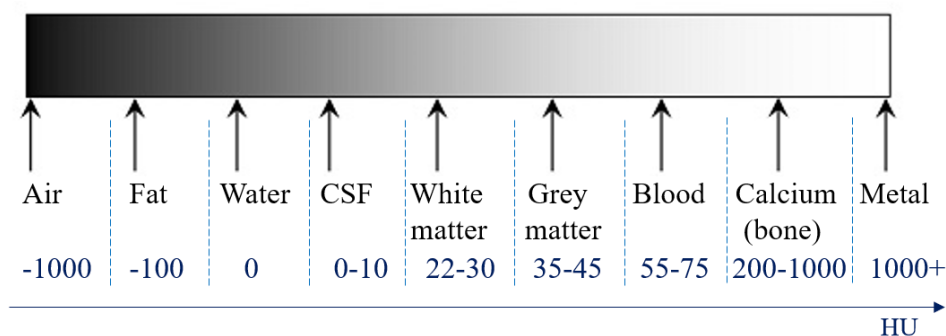 Air Fat Water CSF White matter Grey matter Blood Calcium (bone) Metal
-1000 -100 0 0-10 22-30 35-45 55-75 200-1000 1000+
HU